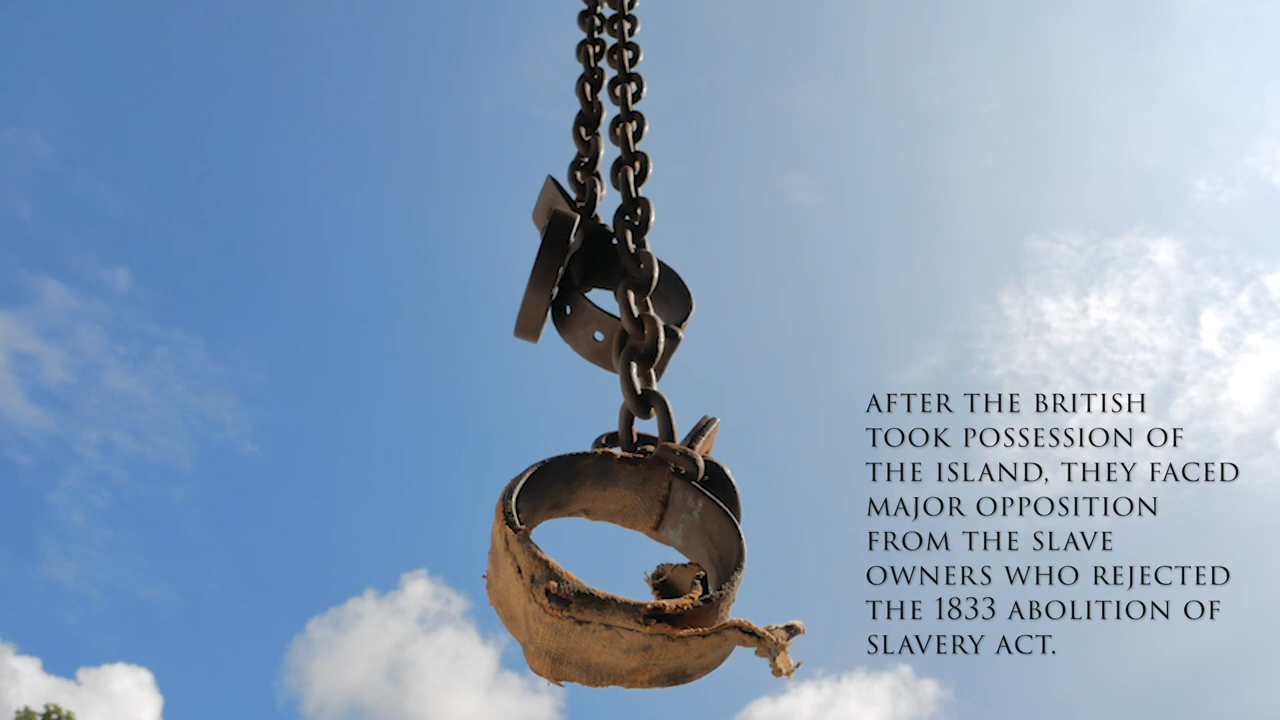 AFTER THE BRITISH
TOOK POSSESSION OF
THE ISLAND, THEY FACED
MAJOR OPPOSITION
FROM THE SLAVE
OWNERS WHO REJECTED
THE 1833 ABOLITION OF
SLAVERY ACT.